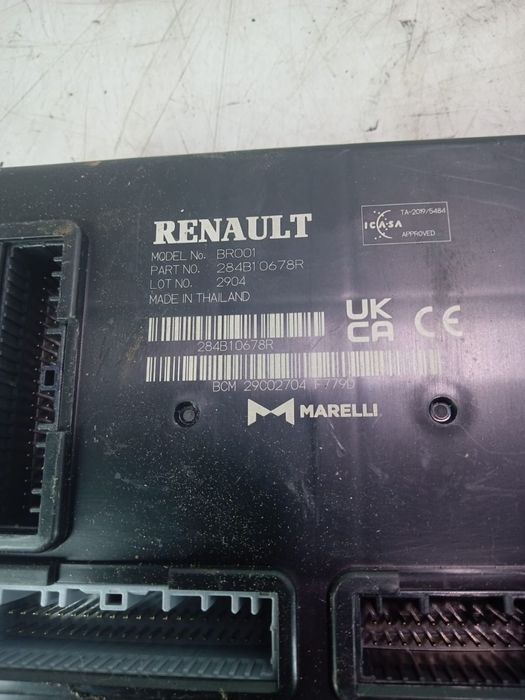 RENAULT
MODEL No. BR001
PART NO. 284B10678R
LOT NO. 2904
MADE IN THAILAND
ICASA
TA-2019/5484
APPROVED
284B10678R
UK
CA
CE
BCM 29C02704 F779D
MARELLI